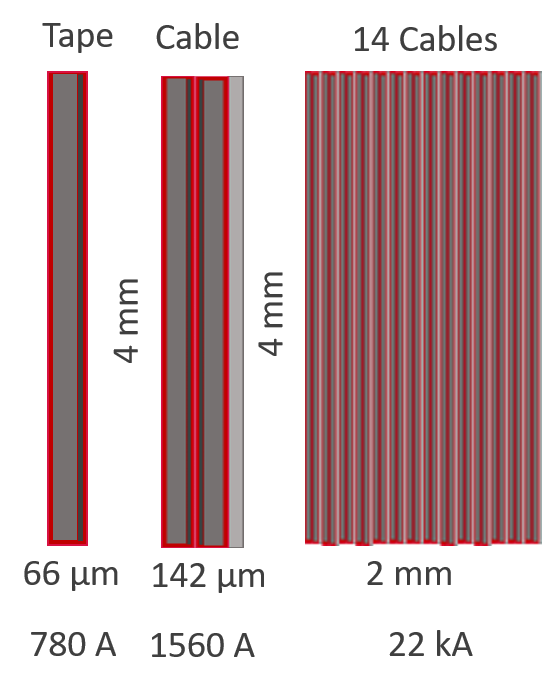 Tape
Cable
14 Cables
4 mm
4 mm
66 µm
142 µm
2 mm
780 A
1560 A
22 kA